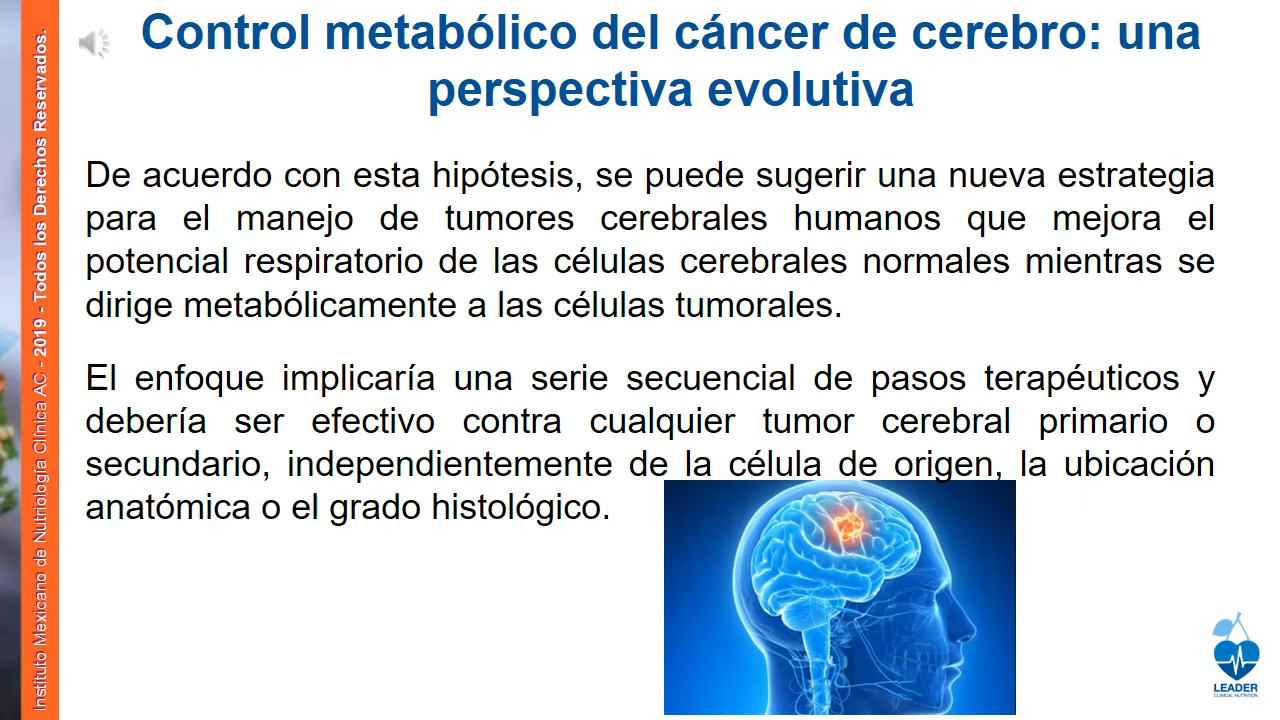 Control metabólico del cáncer de cerebro: una
perspectiva evolutiva
De acuerdo con esta hipótesis, se puede sugerir una nueva estrategia
para el manejo de tumores cerebrales humanos que mejora el
potencial respiratorio de las células cerebrales normales mientras se
dirige metabólicamente a las células tumorales.
El enfoque implicaría una serie secuencial de pasos terapéuticos y
debería ser efectivo contra cualquier tumor cerebral primario o
secundario, independientemente de la célula de origen, la ubicación
anatómica o el grado histológico.
Instituto Mexicano de Nutriología Clínica AC - 2019 - Todos los Derechos Reservados.
LEADER
CLINICAL NUTRITION